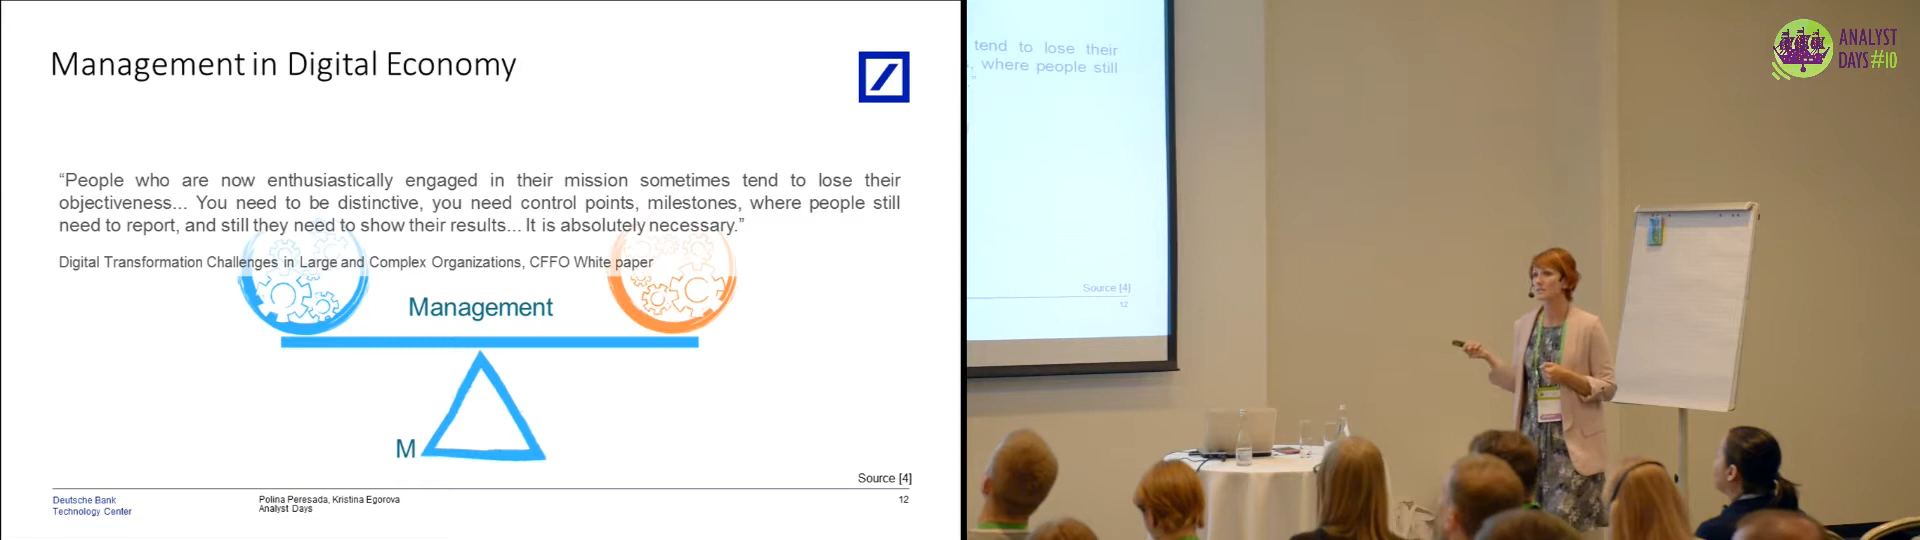 Management in Digital Economy
“People who are now enthusiastically engaged in their mission sometimes tend to lose their
objectiveness... You need to be distinctive, you need control points, milestones, where people still
need to report, and still they need to show their results... It is absolutely necessary.”
Digital Transformation Challenges in Large and Complex Organizations, CFFO White paper
Management
M
Source [4]
Deutsche Bank
Technology Center
Polina Peresada, Kristina Egorova
Analyst Days
12
tend to lose their
where people still
Source [4]
12
ANALYST
DAYS #10